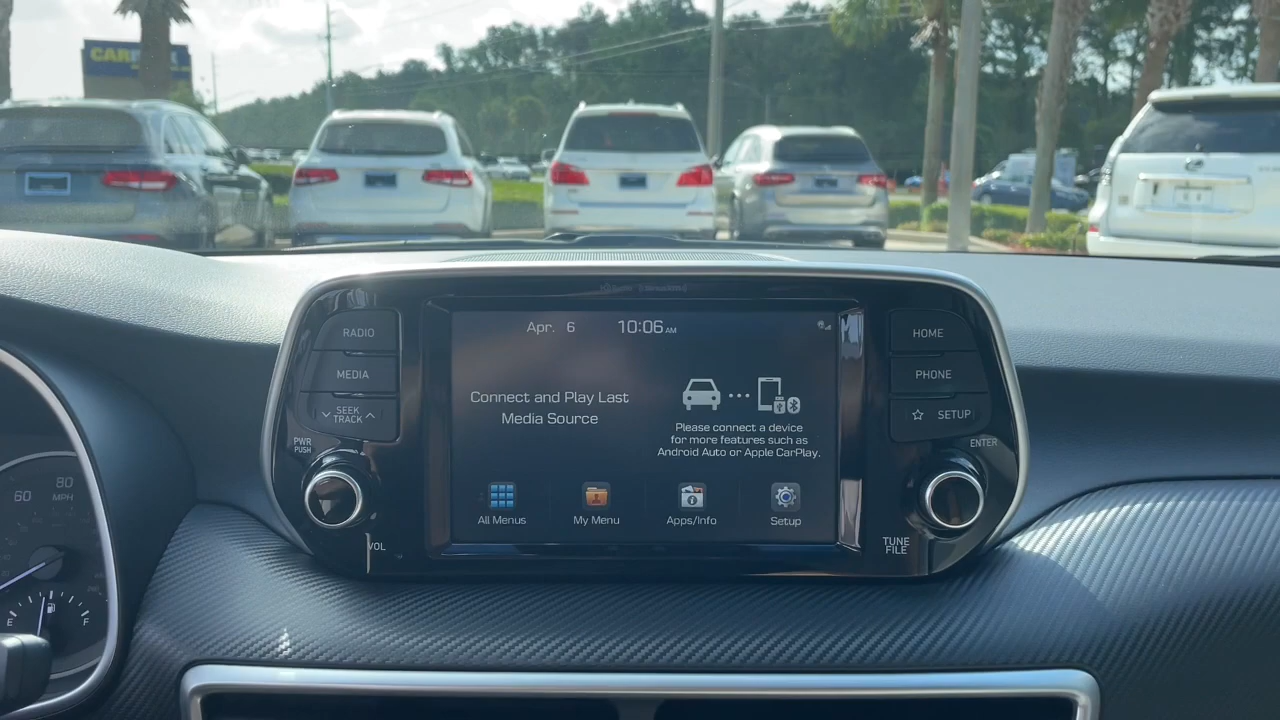 RADIO
MEDIA
SEEK
TRACK
PWR
PUSH
VOL
Apr. 6 10:06 AM
Connect and Play Last
Media Source
Please connect a device
for more features such as
Android Auto or Apple CarPlay.
All Menus
My Menu
Apps/Info
Setup
HOME
PHONE
SETUP
ENTER
TUNE
FILE
60
80
MPH
E
F